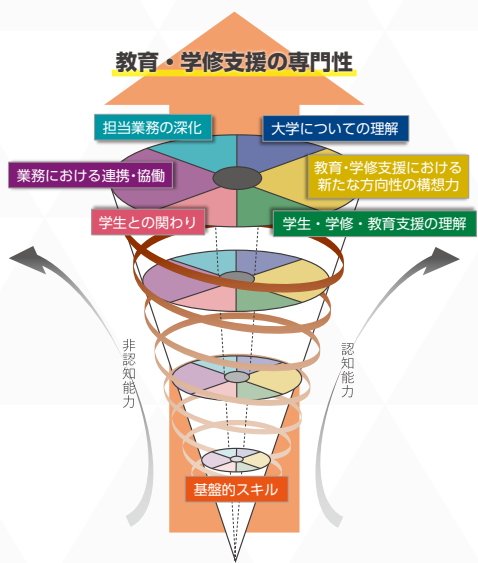 教育・学修支援の専門性
担当業務の深化
大学についての理解
業務における連携・協働
教育・学修支援における
新たな方向性の構想力
学生との関わり
学生・学修・教育支援の理解
非認知能力
認知能力
基盤的スキル